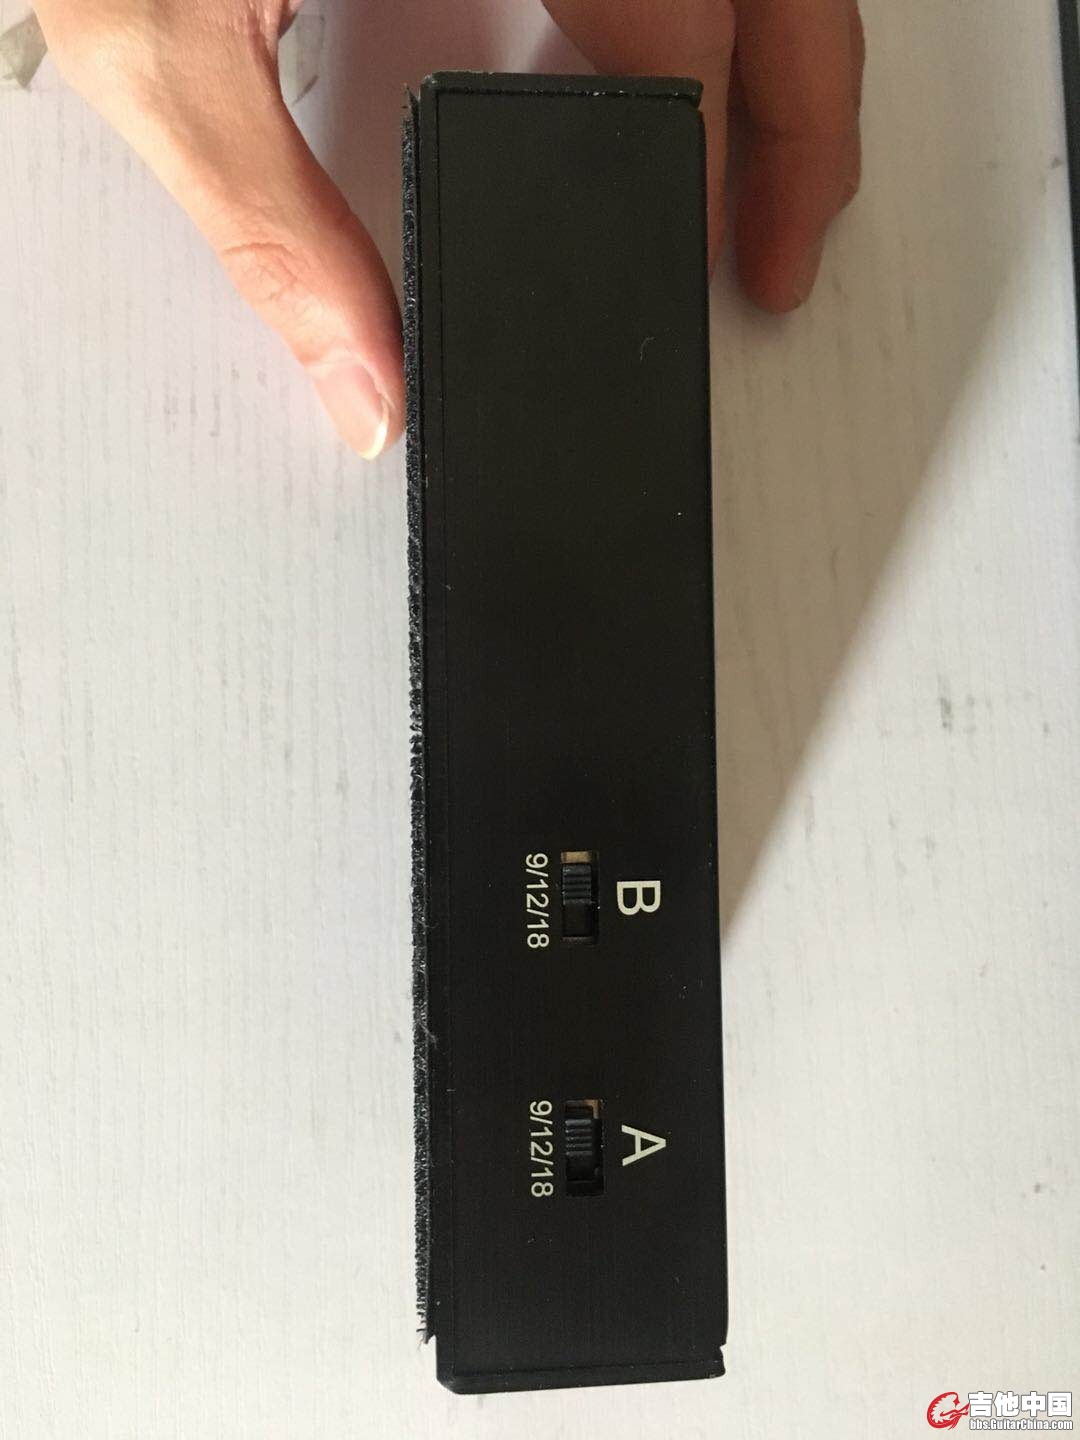 B
9/12/18
A
9/12/18
吉他中国
bbs.GuitarChina.com